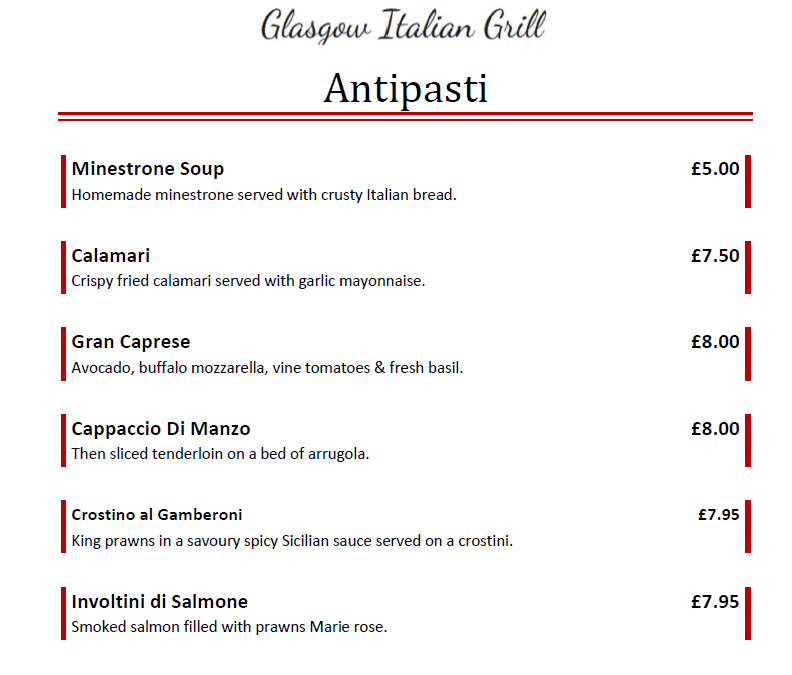 Glasgow Italian Grill
Antipasti
Minestrone Soup £5.00
Homemade minestrone served with crusty Italian bread.
Calamari £7.50
Crispy fried calamari served with garlic mayonnaise.
Gran Caprese £8.00
Avocado, buffalo mozzarella, vine tomatoes & fresh basil.
Cappaccio Di Manzo £8.00
Then sliced tenderloin on a bed of arrugola.
Crostino al Gamberoni £7.95
King prawns in a savoury spicy Sicilian sauce served on a crostini.
Involtini di Salmone £7.95
Smoked salmon filled with prawns Marie rose.